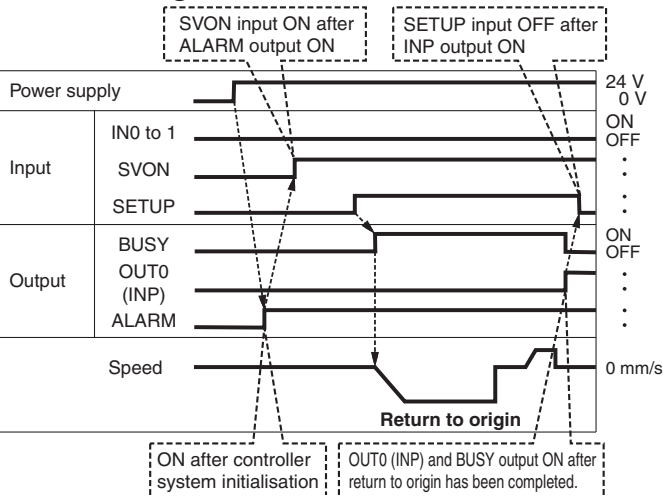 SVON input ON after
ALARM output ON
SETUP input OFF after
INP output ON
Power supply
24 V
0 V
Input
IN0 to 1
ON
OFF
SVON
SETUP
Output
BUSY
ON
OFF
OUT0
(INP)
ALARM
Speed
0 mm/s
Return to origin
ON after controller
system initialisation
OUT0 (INP) and BUSY output ON after
return to origin has been completed.